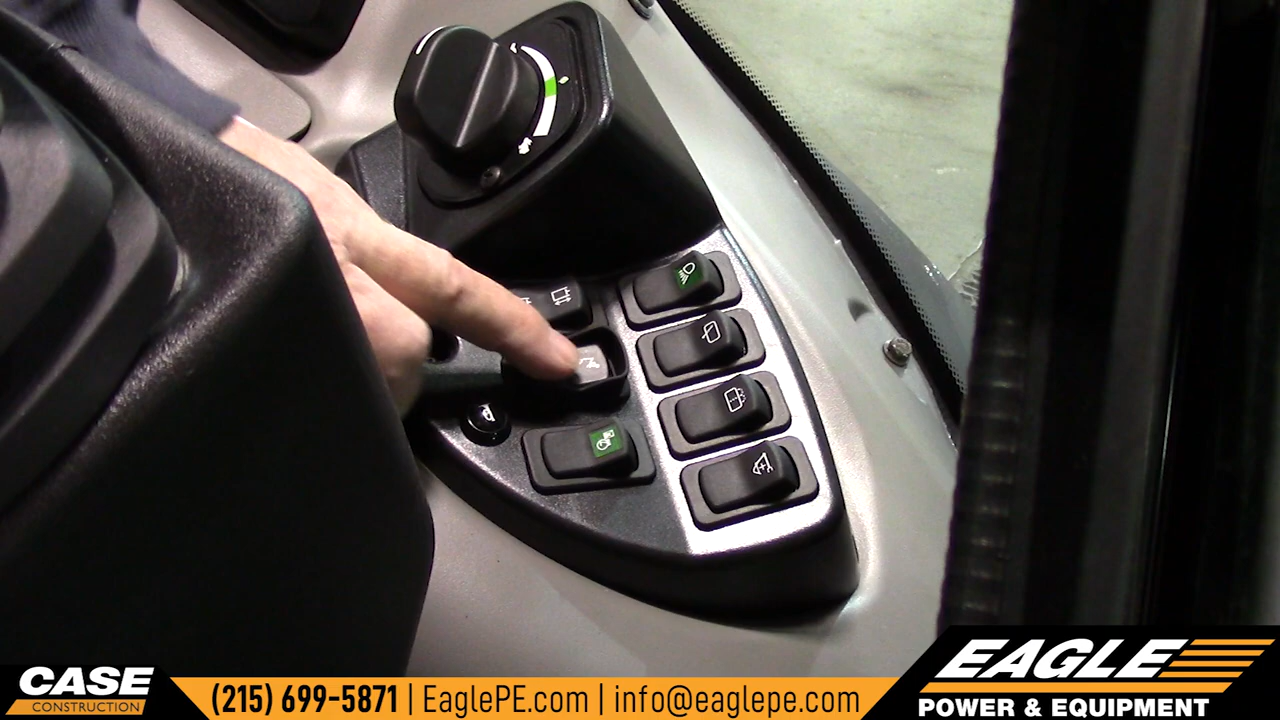 CASE
CONSTRUCTION
(215) 699-5871 | EaglePE.com | info@eaglepe.com
EAGLE
POWER & EQUIPMENT